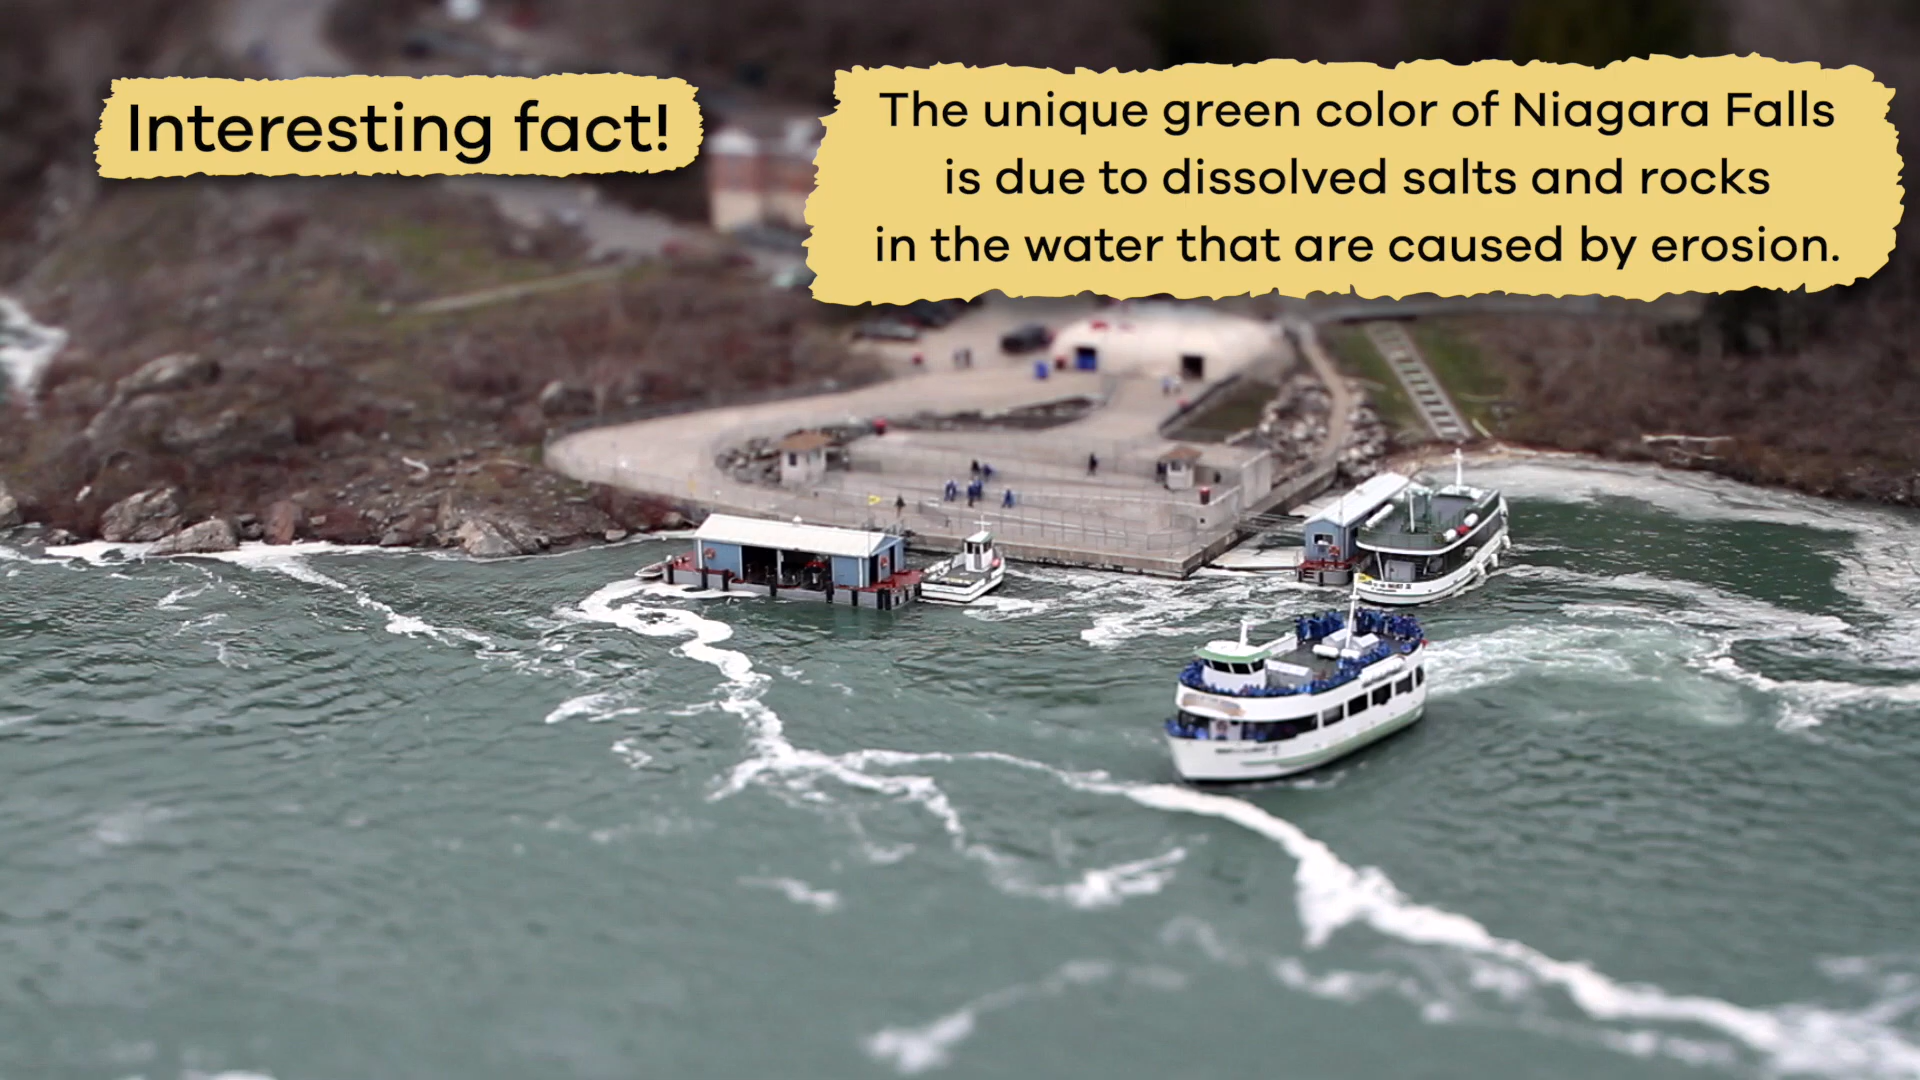 Interesting fact!
The unique green color of Niagara Falls
is due to dissolved salts and rocks
in the water that are caused by erosion.